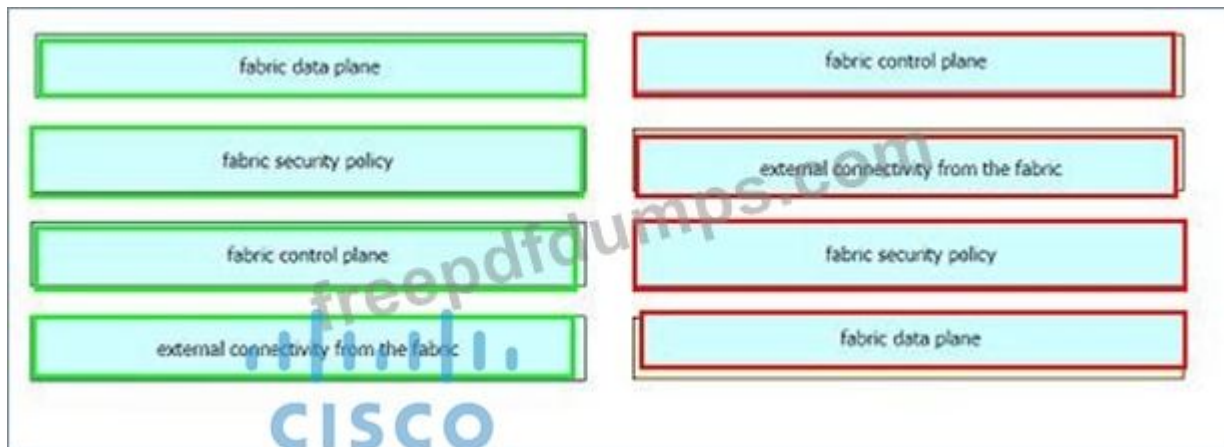 fabric data plane
fabric control plane
fabric security policy
external connectivity from the fabric
fabric control plane
fabric security policy
external connectivity from the fabric
fabric data plane
freepdfdumps.com
CISCO